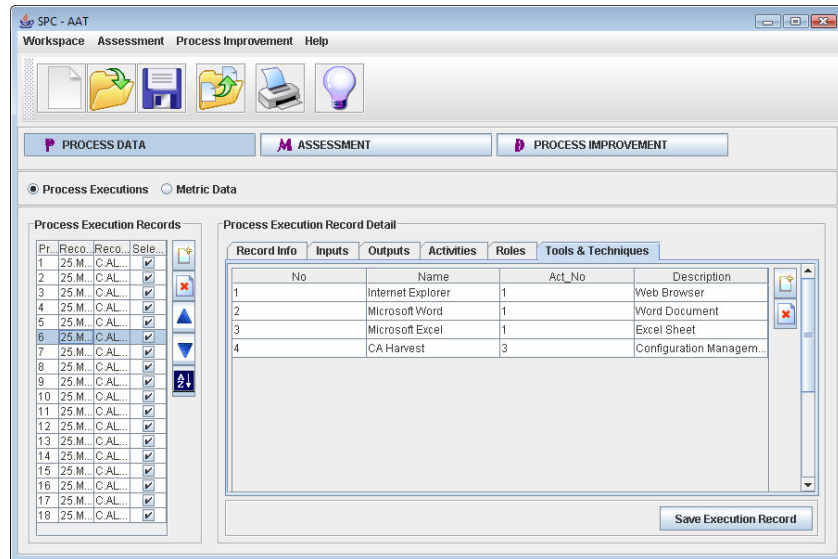 SPC - AAT
Workspace Assessment Process Improvement Help
P PROCESS DATA M ASSESSMENT PROCESS IMPROVEMENT
Process Executions Metric Data
Process Execution Records Process Execution Record Detail
Record Info Inputs Outputs Activities Roles Tools & Techniques
Pr... Reco... Reco... Sele...
No Name Act_No Description
1 25.M... C.AL...
2 25.M... C.AL...
3 25.M... C.AL...
4 25.M... C.AL...
5 25.M... C.AL...
6 25.M... C.AL...
7 25.M... C.AL...
8 25.M... C.AL...
9 25.M... C.AL...
10 25.M... C.AL...
11 25.M... C.AL...
12 25.M... C.AL...
13 25.M... C.AL...
14 25.M... C.AL...
15 25.M... C.AL...
16 25.M... C.AL...
17 25.M... C.AL...
18 25.M... C.AL...
1 Internet Explorer 1 Web Browser
2 Microsoft Word 1 Word Document
3 Microsoft Excel 1 Excel Sheet
4 CA Harvest 3 Configuration Managem...
A Z
Save Execution Record